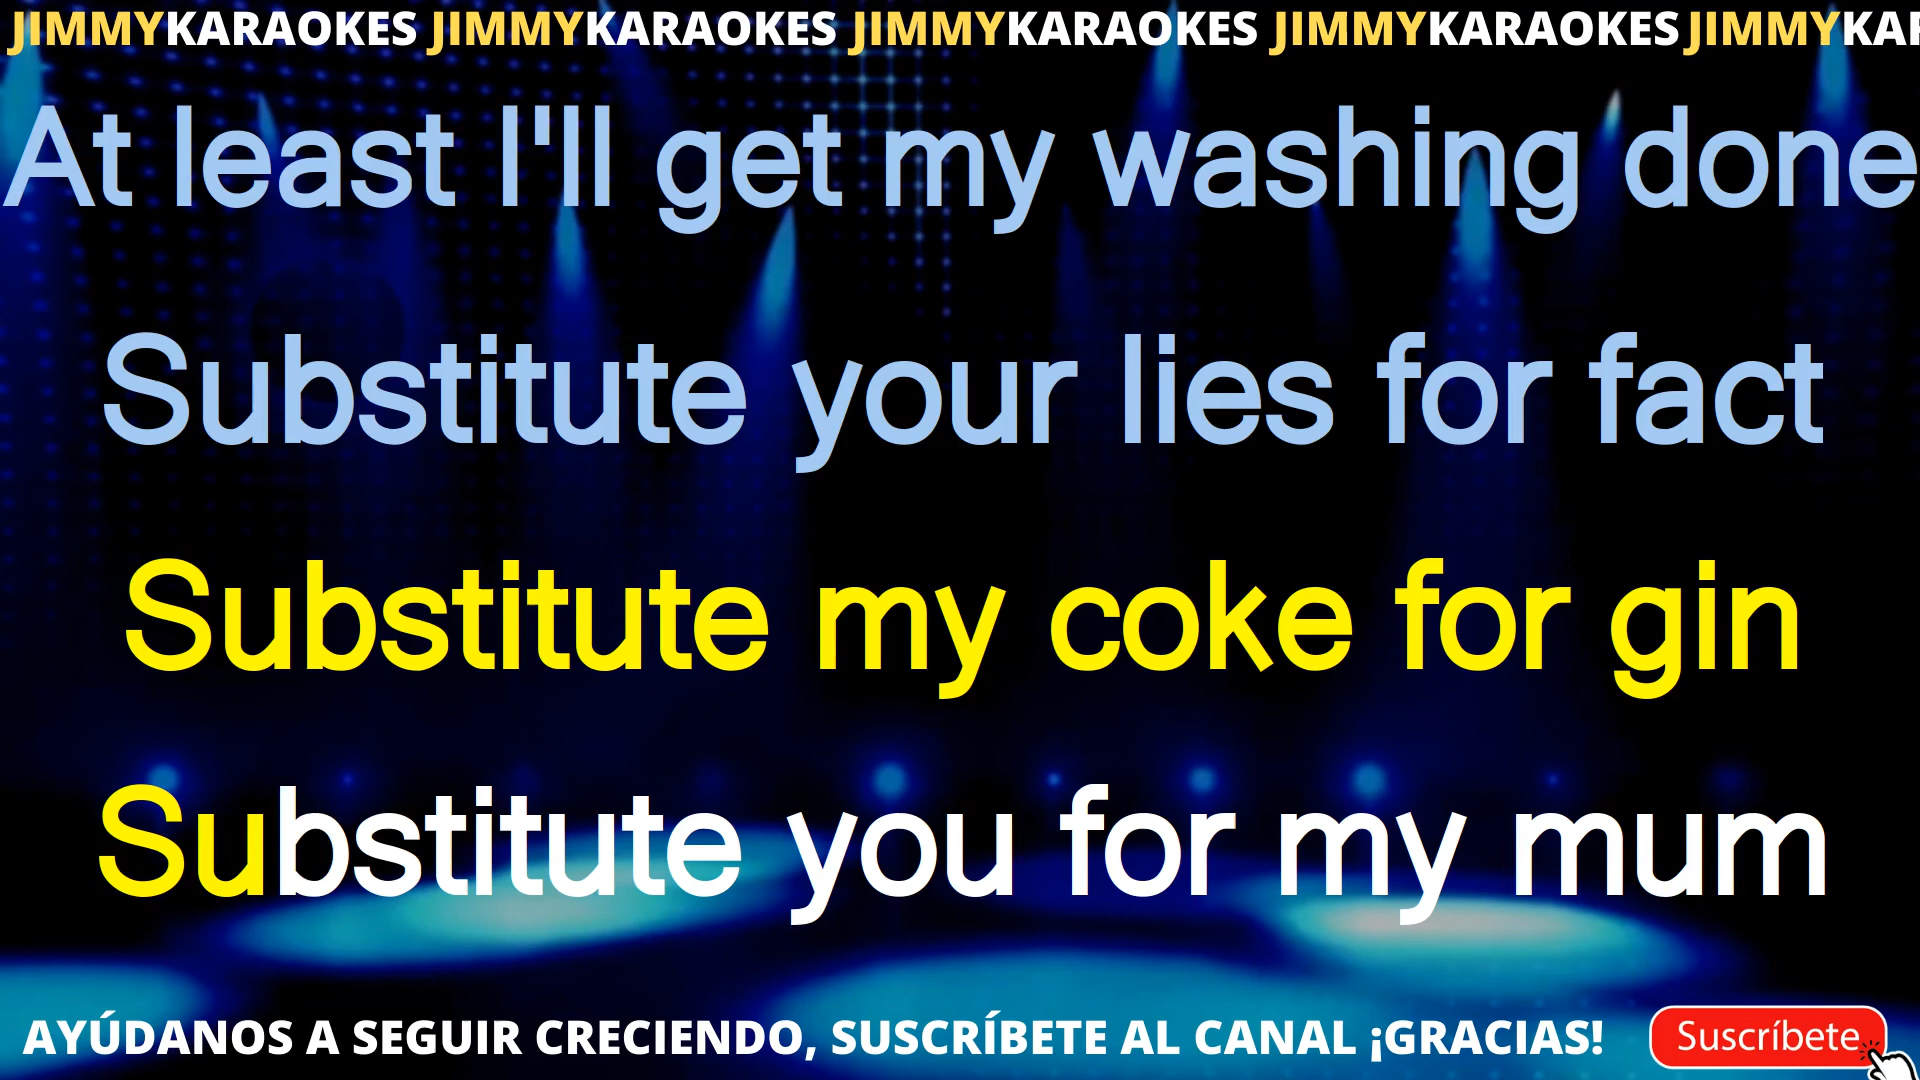 JIMMYKARAOKES JIMMYKARAOKES JIMMYKARAOKES JIMMYKARAOKES JIMMYKAR
At least I'll get my washing done
Substitute your lies for fact
Substitute my coke for gin
Substitute you for my mum
AYÚDANOS A SEGUIR CRECIENDO, SUSCRÍBETE AL CANAL ¡GRACIAS! Suscríbete